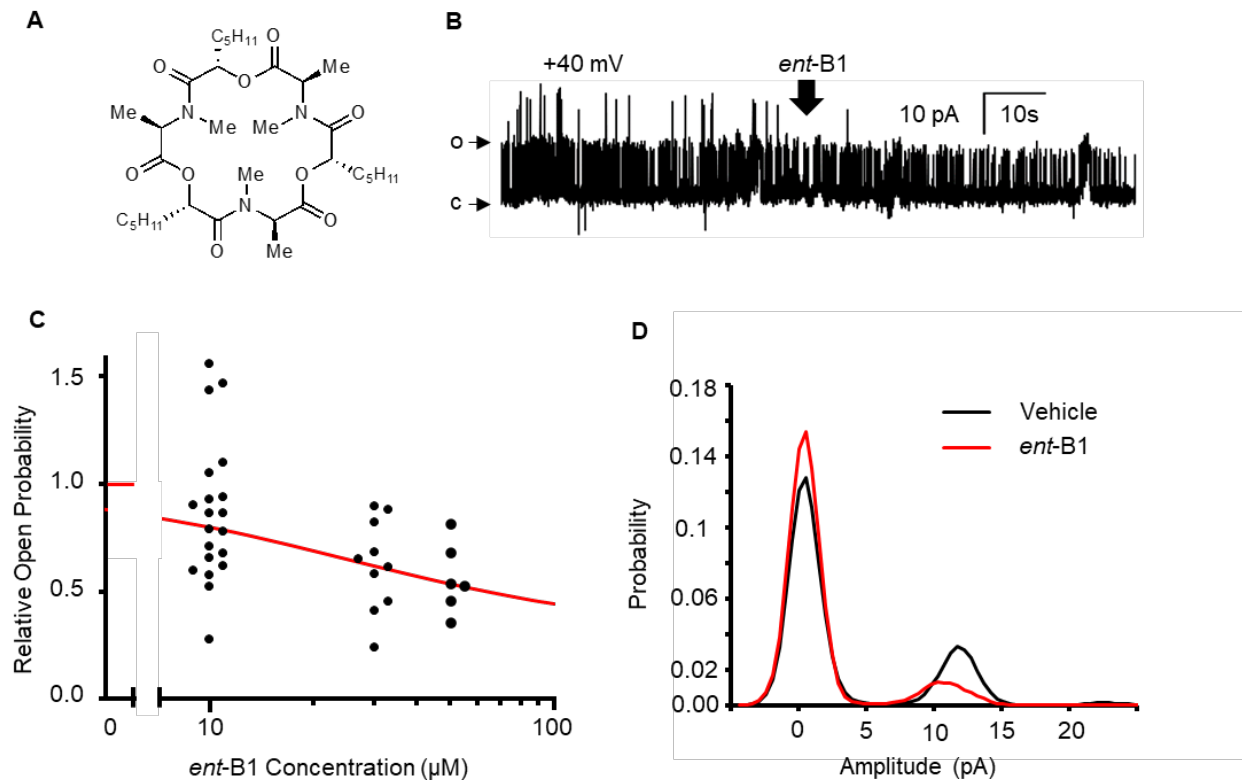 A
C₅H₁₁
O
O
O
Me
O
N
N
Me
Me
Me
O
O
O
O
Me
C₅H₁₁
N
C₅H₁₁
O
O
Me
B
+40 mV
ent-B1
10 pA
10s
o
c
C
Relative Open Probability
1.5
1.0
0.5
0.0
0
10
100
ent-B1 Concentration (µM)
D
Probability
0.18
0.14
0.1
0.06
0.02
0.00
Vehicle
ent-B1
0
5
10
15
20
Amplitude (pA)